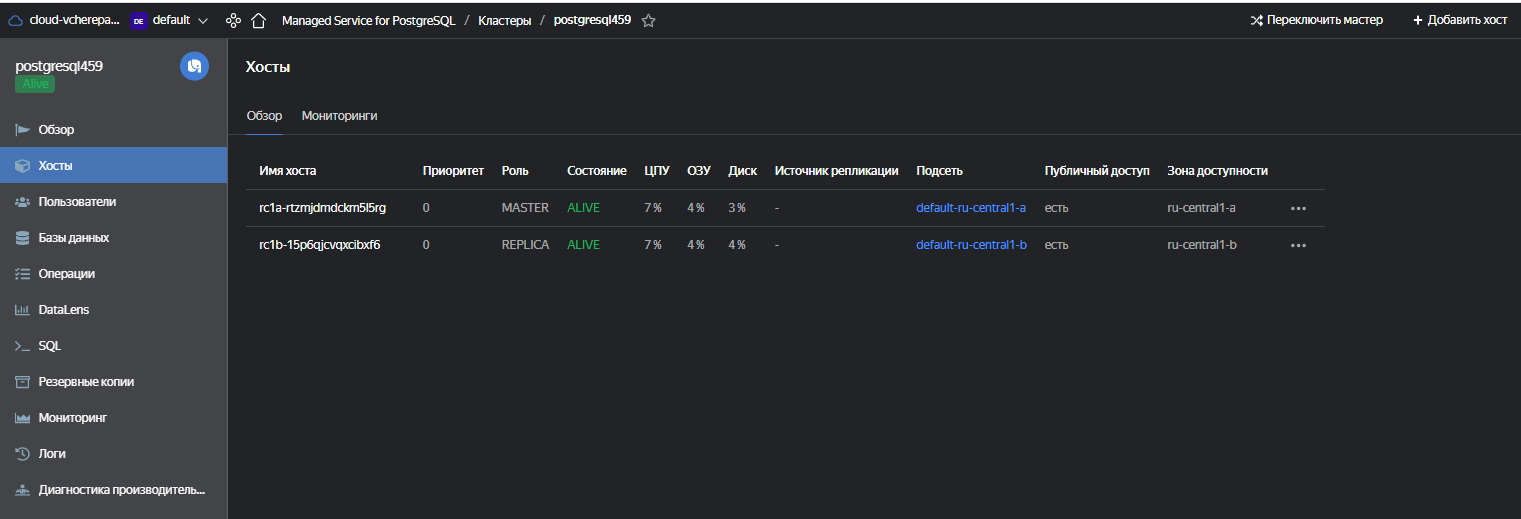 cloud-vcherepa... DE default Managed Service for PostgreSQL / Кластеры / postgresql459 Переключить мастер + Добавить хост
postgresql459
Alive
Обзор
Хосты
Пользователи
Базы данных
Операции
DataLens
SQL
Резервные копии
Мониторинг
Логи
Диагностика производитель...
Хосты
Обзор Мониторинги
Имя хоста Приоритет Роль Состояние ЦПУ ОЗУ Диск Источник репликации Подсеть Публичный доступ Зона доступности
rc1a-rtzmjdmdckm5l5rg 0 MASTER ALIVE 7 % 4 % 3 % - default-ru-central1-a есть ru-central1-a
rc1b-15p6qjcvqxcibxf6 0 REPLICA ALIVE 7 % 4 % 4 % - default-ru-central1-b есть ru-central1-b